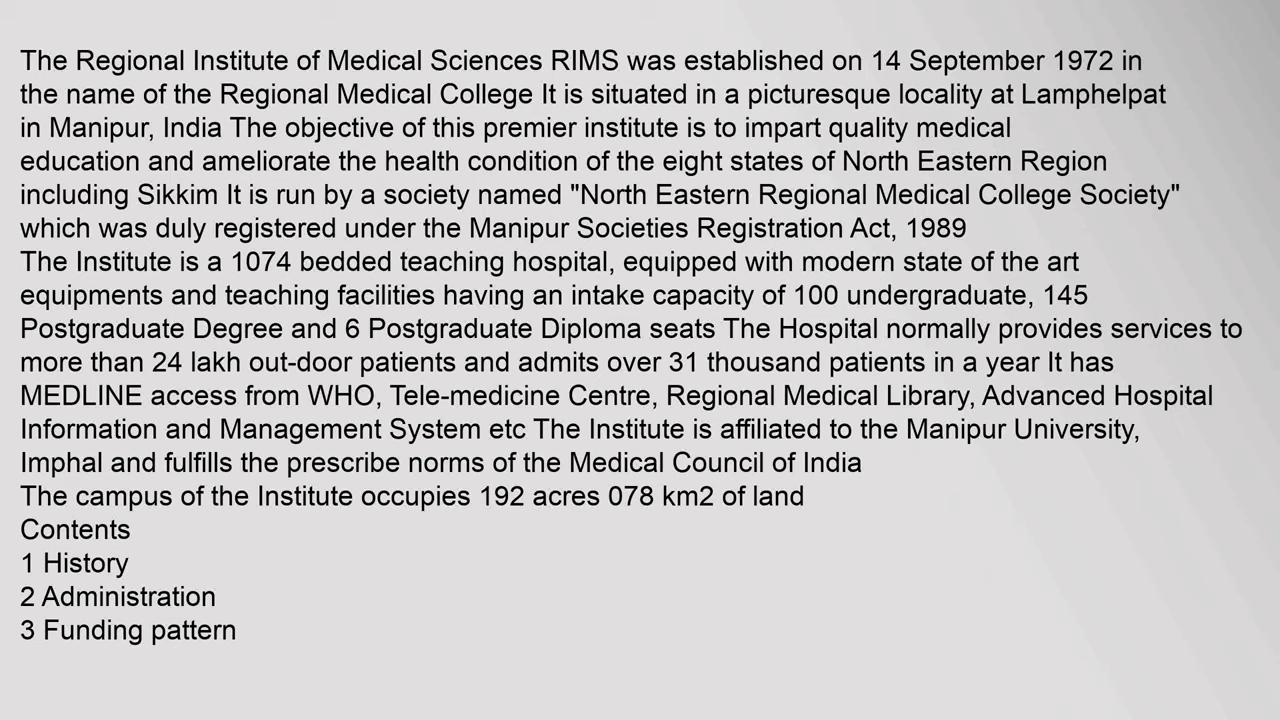 The Regional Institute of Medical Sciences RIMS was established on 14 September 1972 in
the name of the Regional Medical College It is situated in a picturesque locality at Lamphelpat
in Manipur, India The objective of this premier institute is to impart quality medical
education and ameliorate the health condition of the eight states of North Eastern Region
including Sikkim It is run by a society named "North Eastern Regional Medical College Society"
which was duly registered under the Manipur Societies Registration Act, 1989
The Institute is a 1074 bedded teaching hospital, equipped with modern state of the art
equipments and teaching facilities having an intake capacity of 100 undergraduate, 145
Postgraduate Degree and 6 Postgraduate Diploma seats The Hospital normally provides services to
more than 24 lakh out-door patients and admits over 31 thousand patients in a year It has
MEDLINE access from WHO, Tele-medicine Centre, Regional Medical Library, Advanced Hospital
Information and Management System etc The Institute is affiliated to the Manipur University,
Imphal and fulfills the prescribe norms of the Medical Council of India
The campus of the Institute occupies 192 acres 078 km2 of land
Contents
1 History
2 Administration
3 Funding pattern